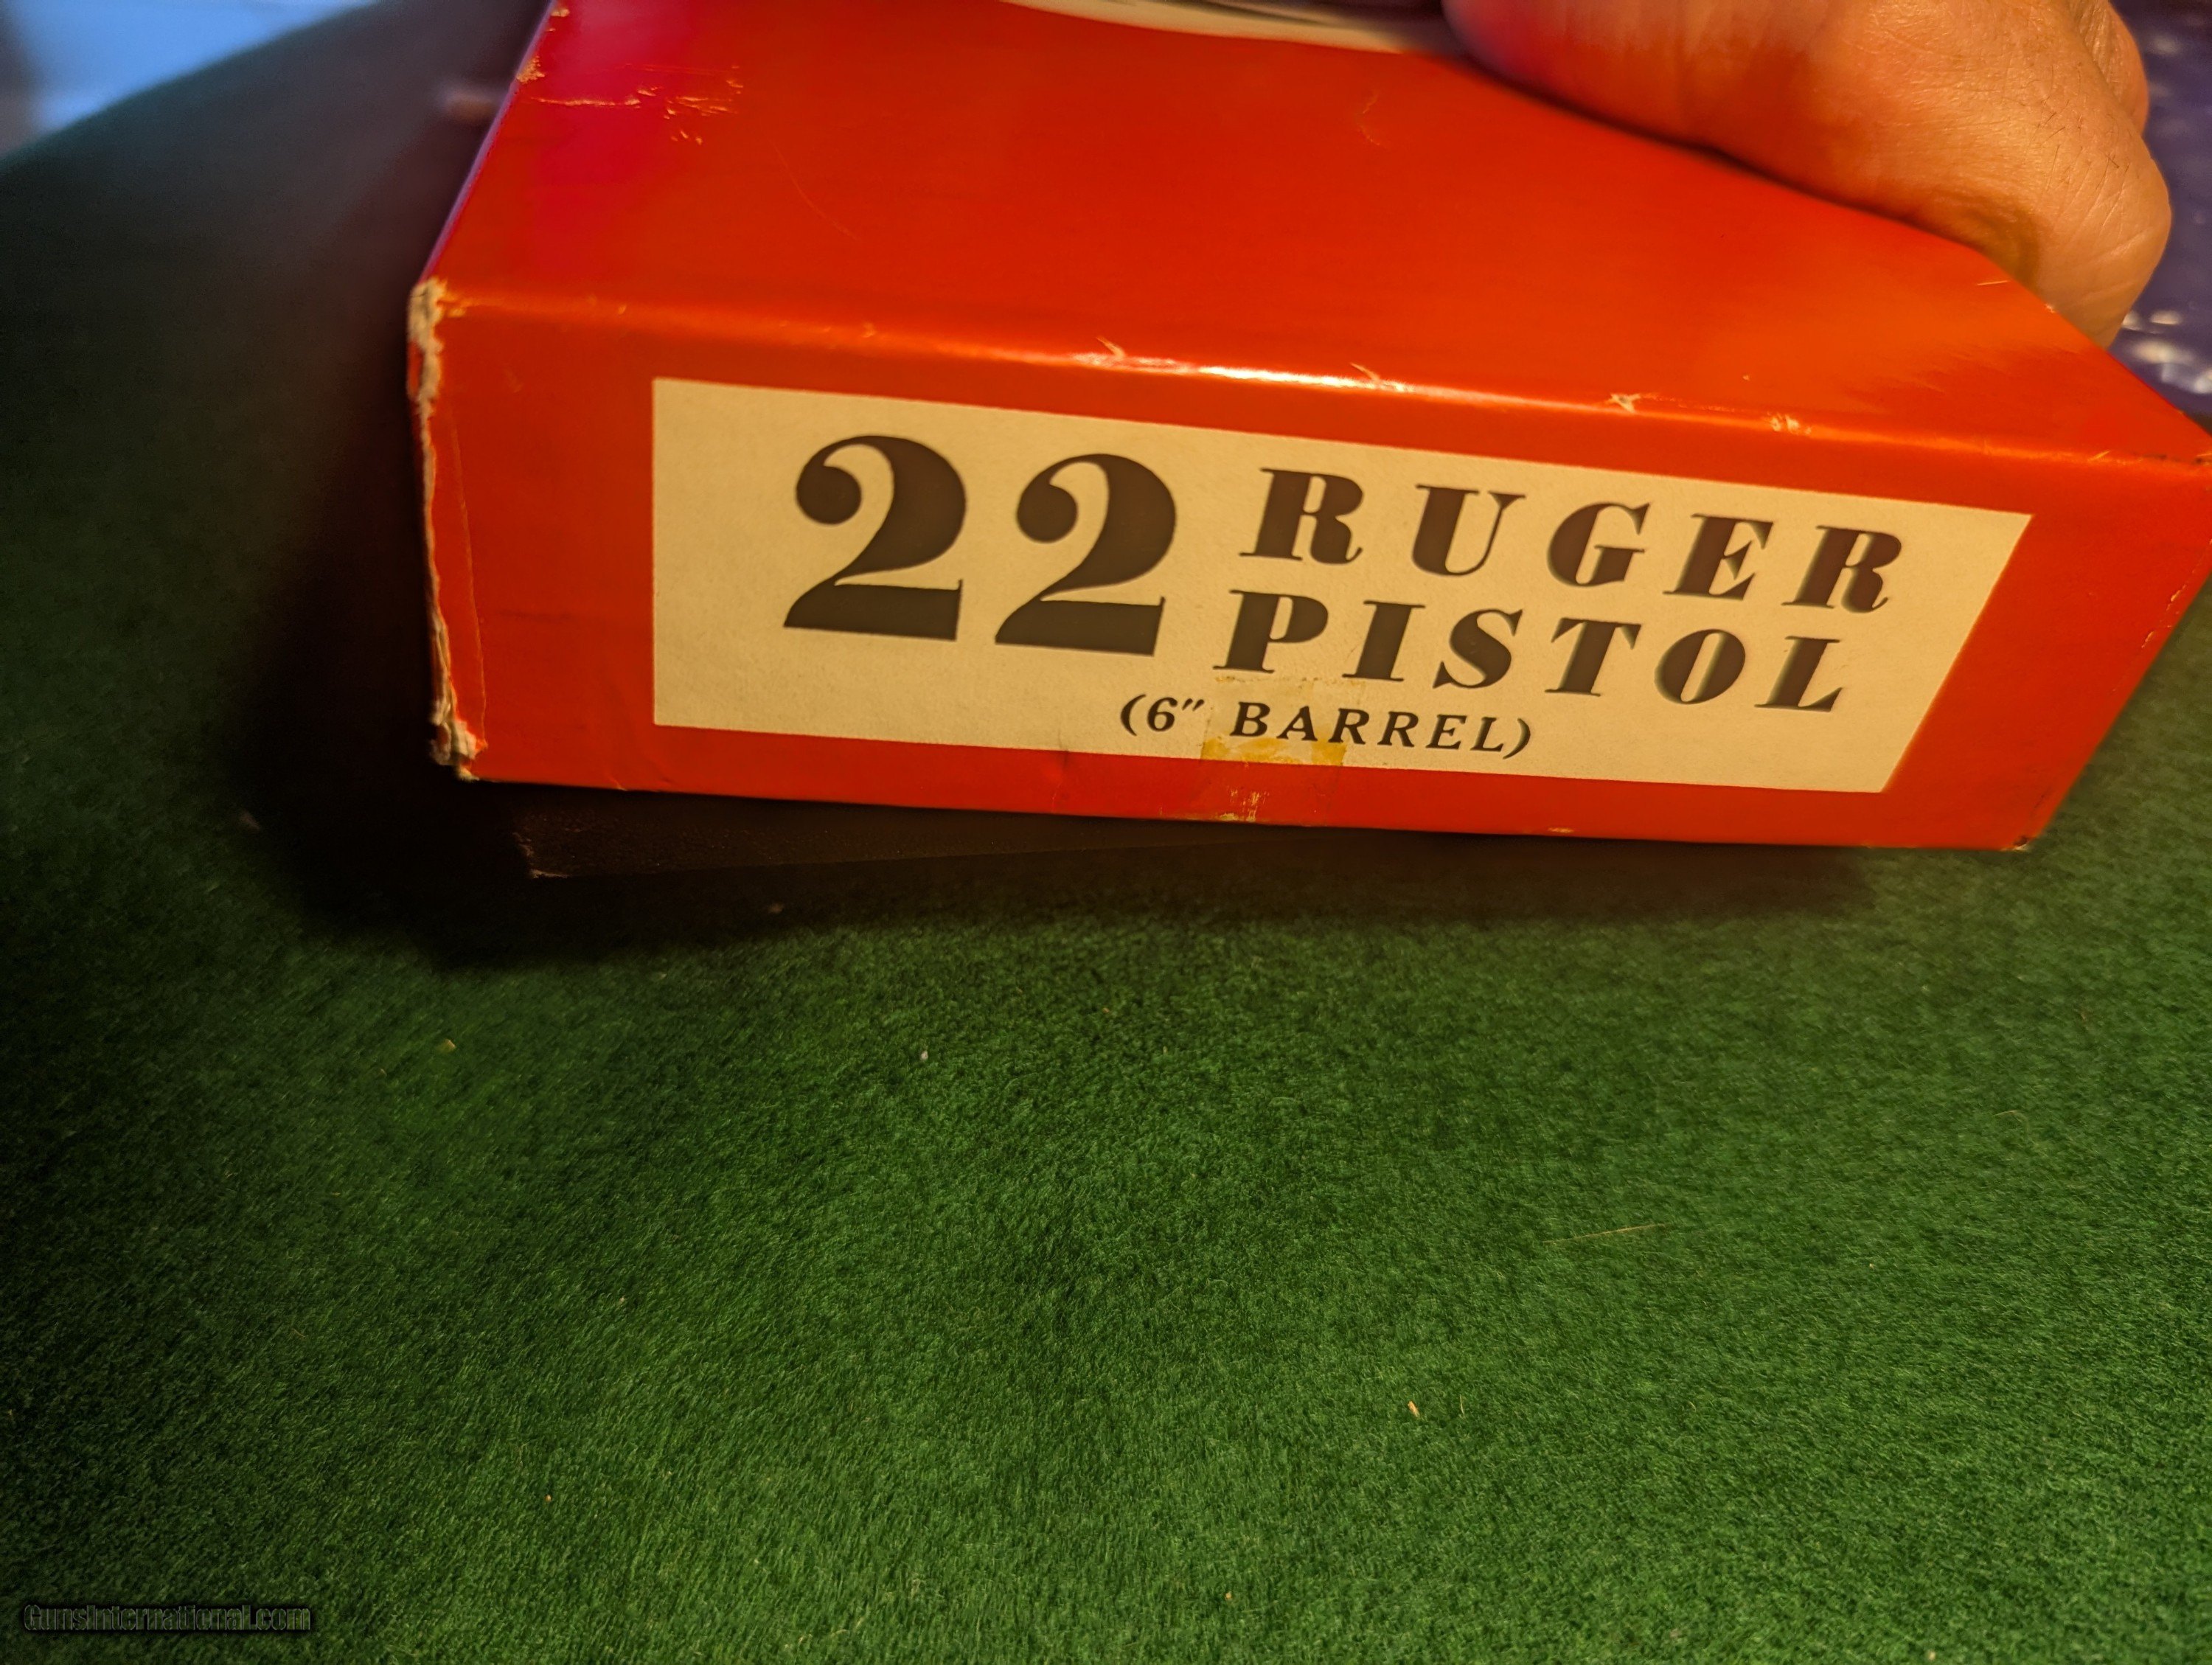 22 RUGER
PISTOL
(6" BARREL)
GunsInternational.com